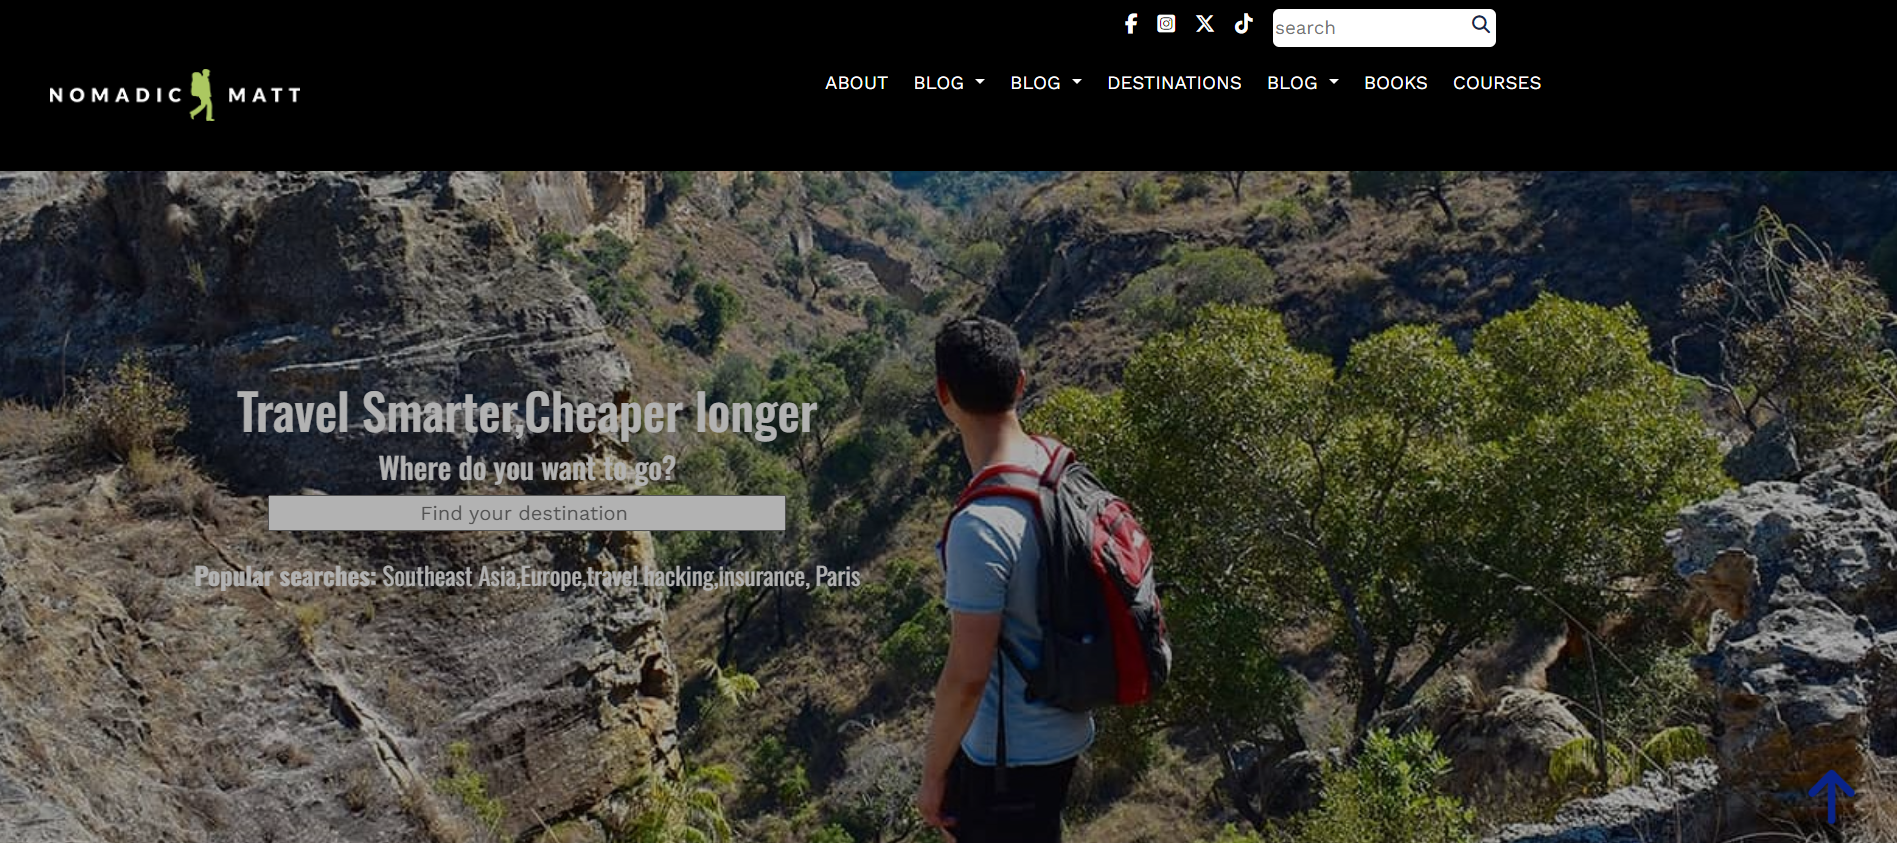 search
NOMADIC MATT
ABOUT BLOG BLOG DESTINATIONS BLOG BOOKS COURSES
Travel Smarter,Cheaper longer
Where do you want to go?
Find your destination
Popular searches: Southeast Asia,Europe,travel hacking,insurance, Paris